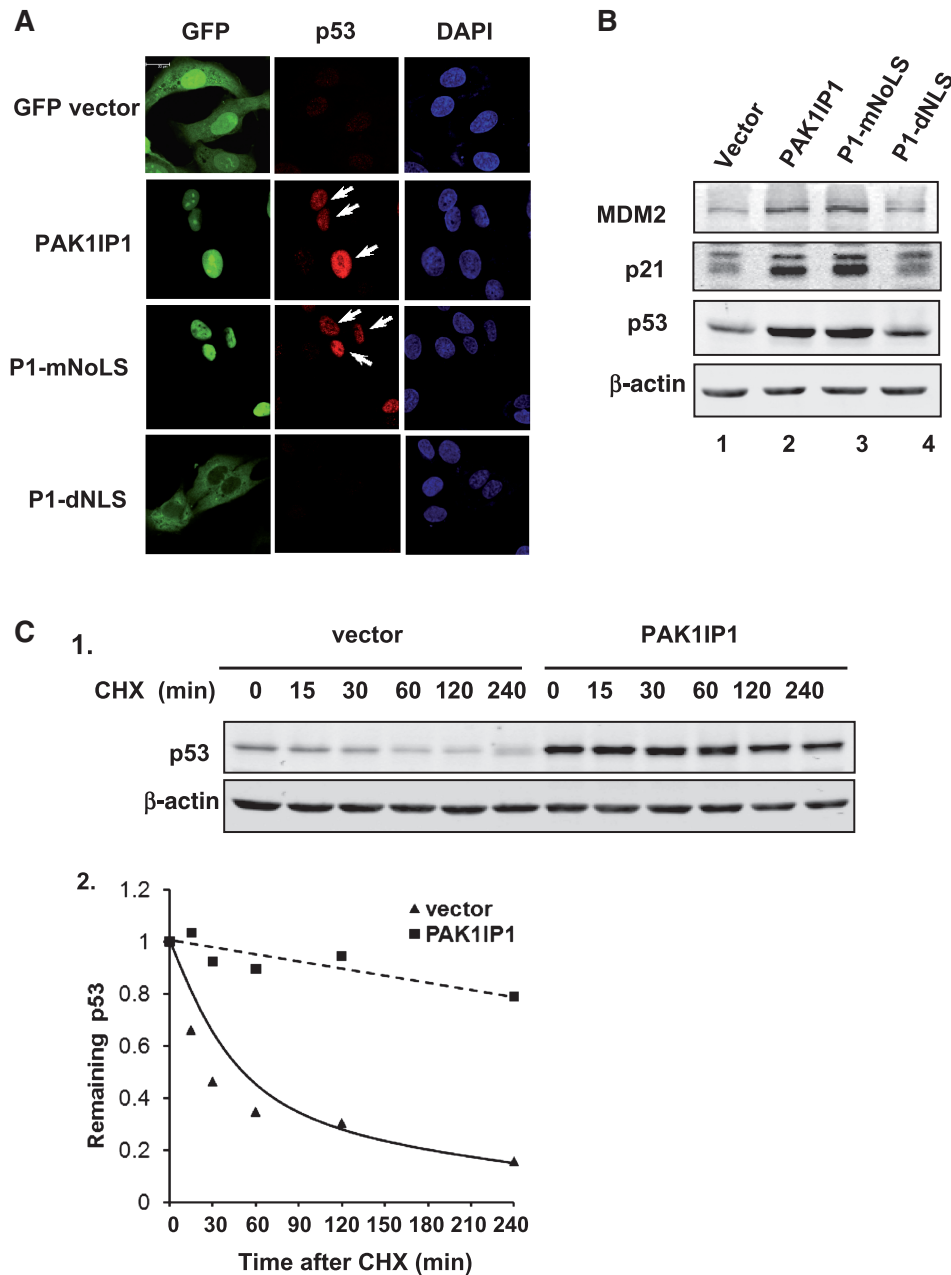 A
GFP p53 DAPI
GFP vector
PAK1IP1
P1-mNoLS
P1-dNLS
B
Vector PAK1IP1 P1-mNoLS P1-dNLS
MDM2
p21
p53
β-actin
1 2 3 4
C
1.
vector PAK1IP1
CHX (min) 0 15 30 60 120 240 0 15 30 60 120 240
p53
β-actin
2.
vector
PAK1IP1
1.2
1
0.8
0.6
0.4
0.2
0
Remaining p53
0 30 60 90 120 150 180 210 240
Time after CHX (min)